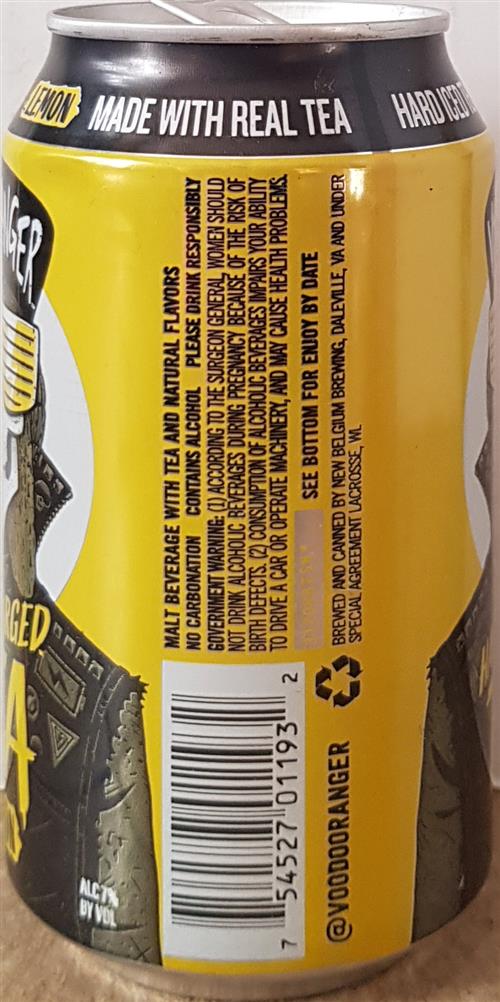 LEMON
MADE WITH REAL TEA
HARD ICED
NGER
RGED
A
ALC 7%
BY VOL
MALT BEVERAGE WITH TEA AND NATURAL FLAVORS
NO CARBONATION CONTAINS ALCOHOL PLEASE DRINK RESPONSIBLY
GOVERNMENT WARNING: (1) ACCORDING TO THE SURGEON GENERAL, WOMEN SHOULD
NOT DRINK ALCOHOLIC BEVERAGES DURING PREGNANCY BECAUSE OF THE RISK OF
BIRTH DEFECTS. (2) CONSUMPTION OF ALCOHOLIC BEVERAGES IMPAIRS YOUR ABILITY
TO DRIVE A CAR OR OPERATE MACHINERY, AND MAY CAUSE HEALTH PROBLEMS.
SEE BOTTOM FOR ENJOY BY DATE
BREWED AND CANNED BY NEW BELGIUM BREWING, DALEVILLE, VA AND UNDER
SPECIAL AGREEMENT LACROSSE, WI.
7 54527 01193 2
@VOODOORANGER